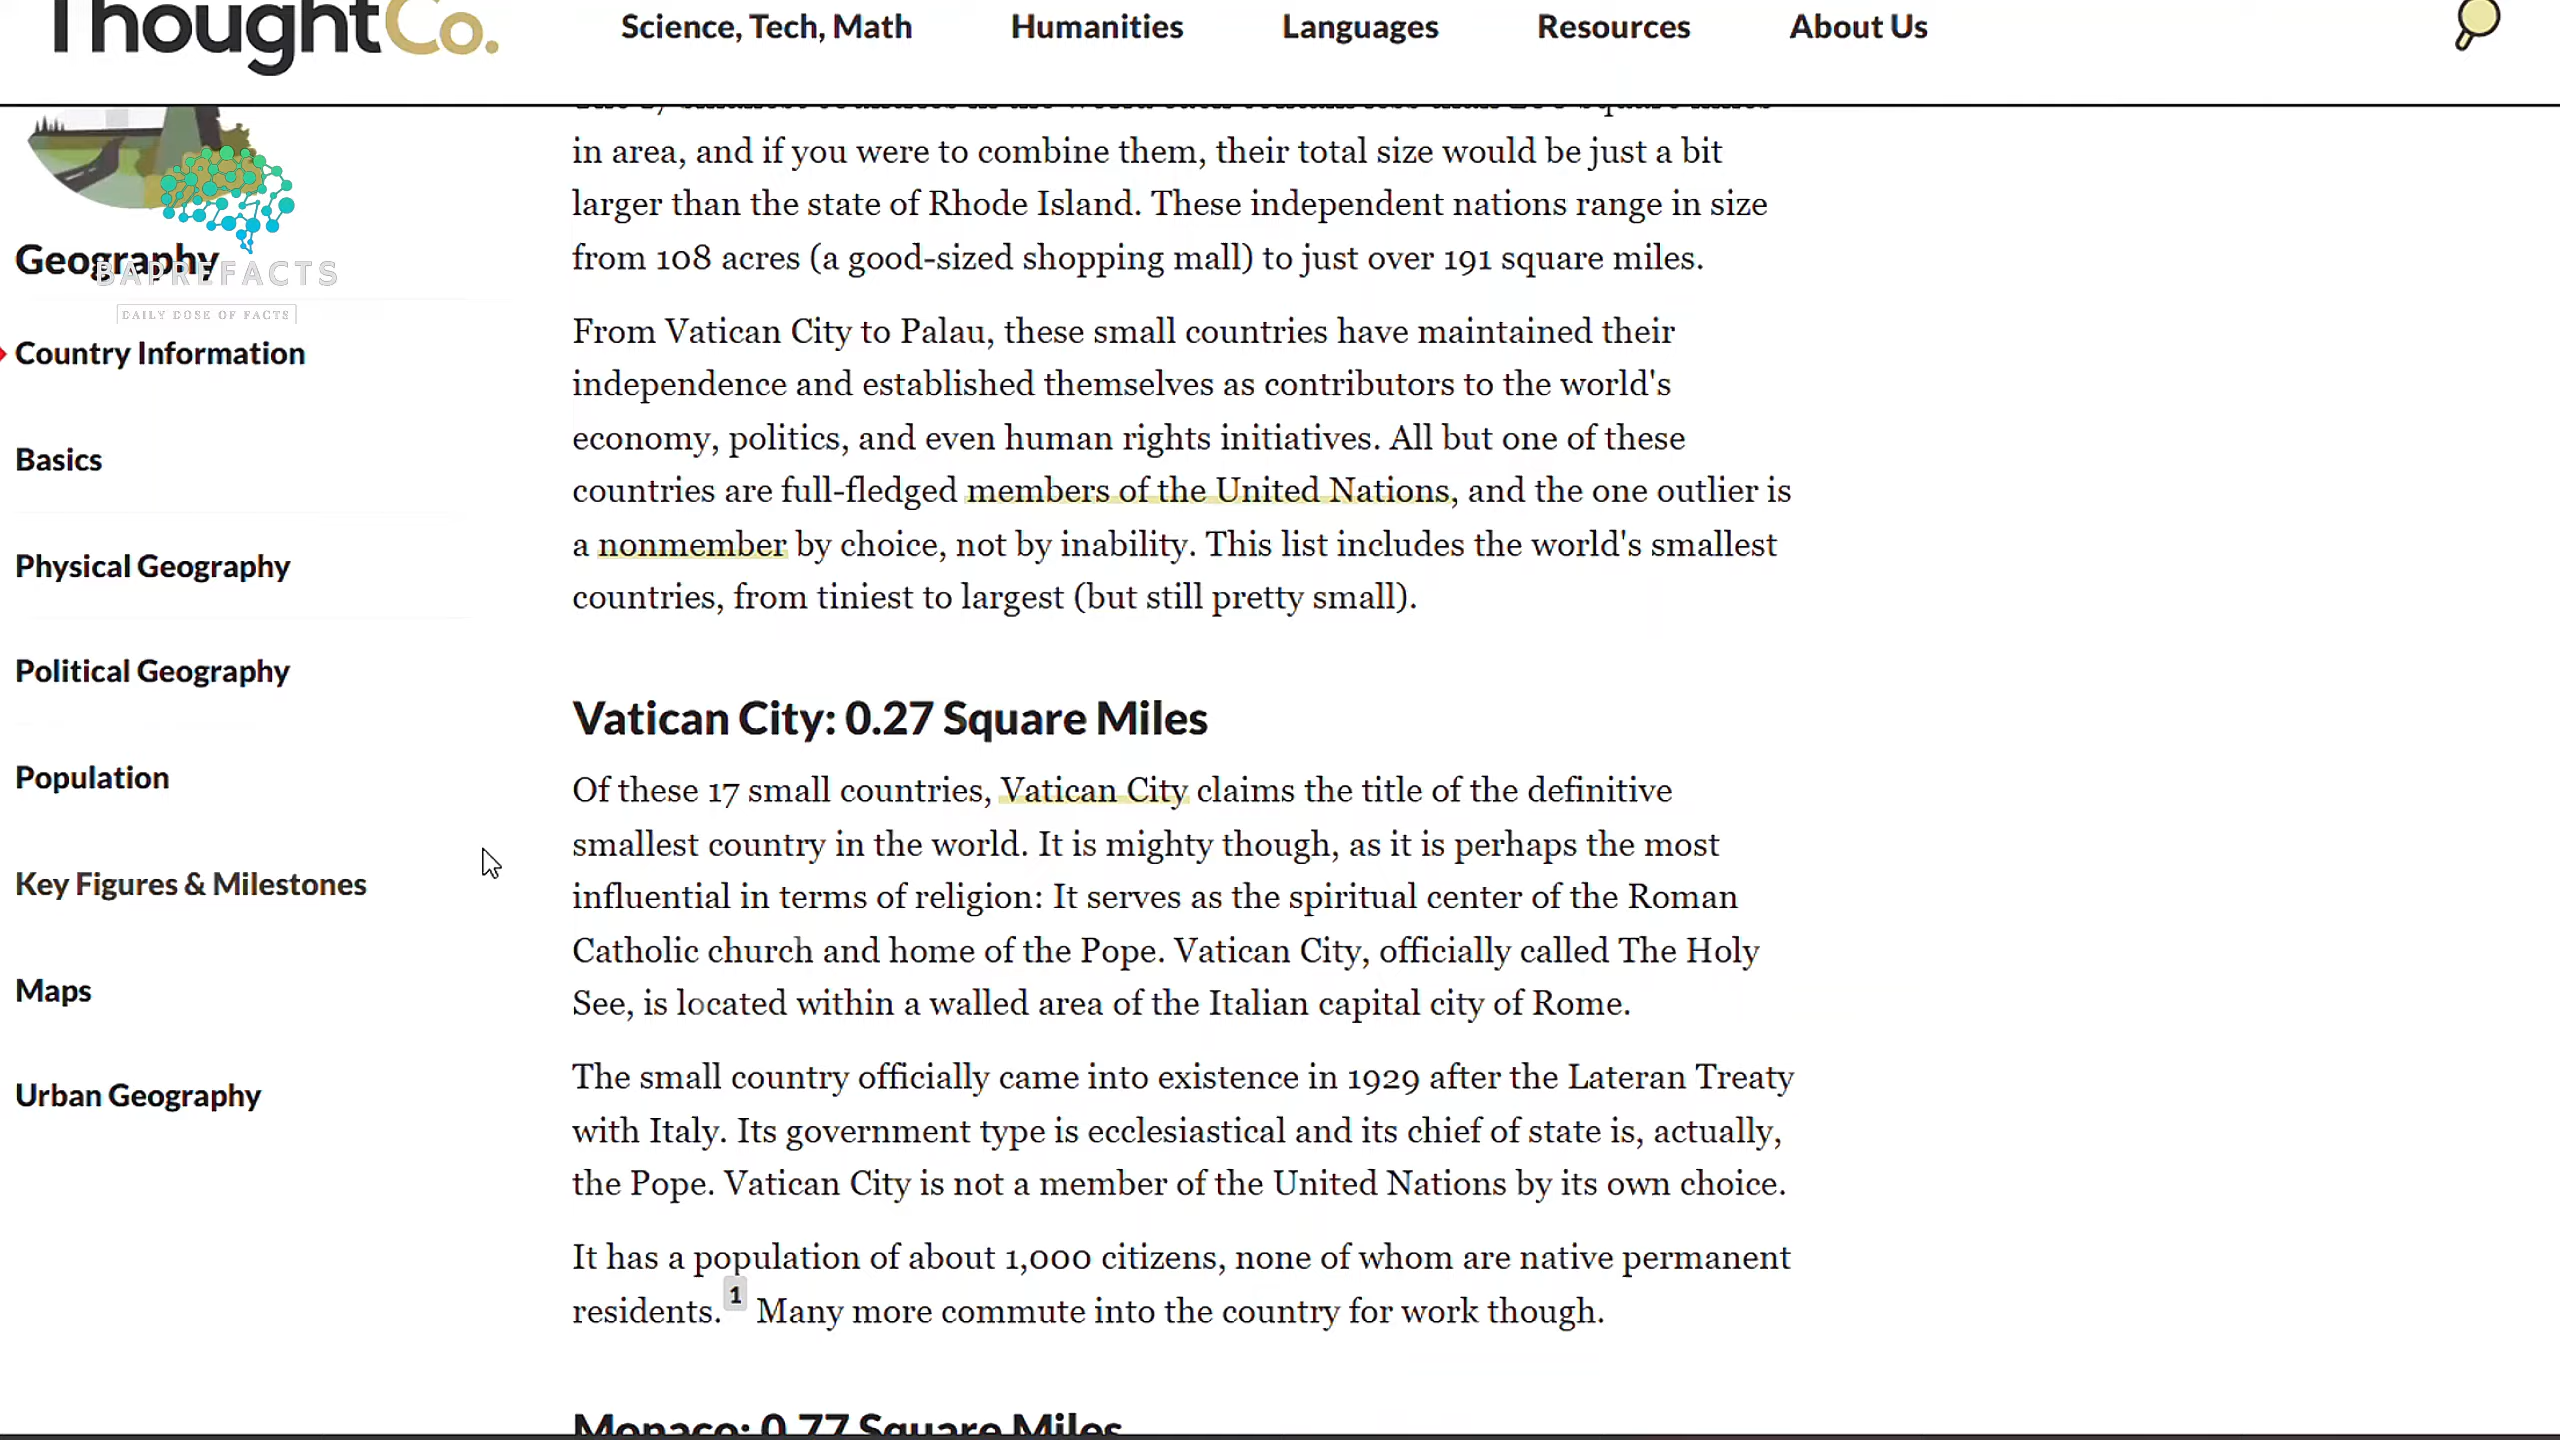 ThoughtCo.
Science, Tech, Math
Humanities
Languages
Resources
About Us
Geography
BAPREFACTS
DAILY DOSE OF FACTS
Country Information
Basics
Physical Geography
Political Geography
Population
Key Figures & Milestones
Maps
Urban Geography
in area, and if you were to combine them, their total size would be just a bit
larger than the state of Rhode Island. These independent nations range in size
from 108 acres (a good-sized shopping mall) to just over 191 square miles.
From Vatican City to Palau, these small countries have maintained their
independence and established themselves as contributors to the world's
economy, politics, and even human rights initiatives. All but one of these
countries are full-fledged members of the United Nations, and the one outlier is
a nonmember by choice, not by inability. This list includes the world's smallest
countries, from tiniest to largest (but still pretty small).
Vatican City: 0.27 Square Miles
Of these 17 small countries, Vatican City claims the title of the definitive
smallest country in the world. It is mighty though, as it is perhaps the most
influential in terms of religion: It serves as the spiritual center of the Roman
Catholic church and home of the Pope. Vatican City, officially called The Holy
See, is located within a walled area of the Italian capital city of Rome.
The small country officially came into existence in 1929 after the Lateran Treaty
with Italy. Its government type is ecclesiastical and its chief of state is, actually,
the Pope. Vatican City is not a member of the United Nations by its own choice.
It has a population of about 1,000 citizens, none of whom are native permanent
residents. 1 Many more commute into the country for work though.
Monaco: 0.77 Square Miles